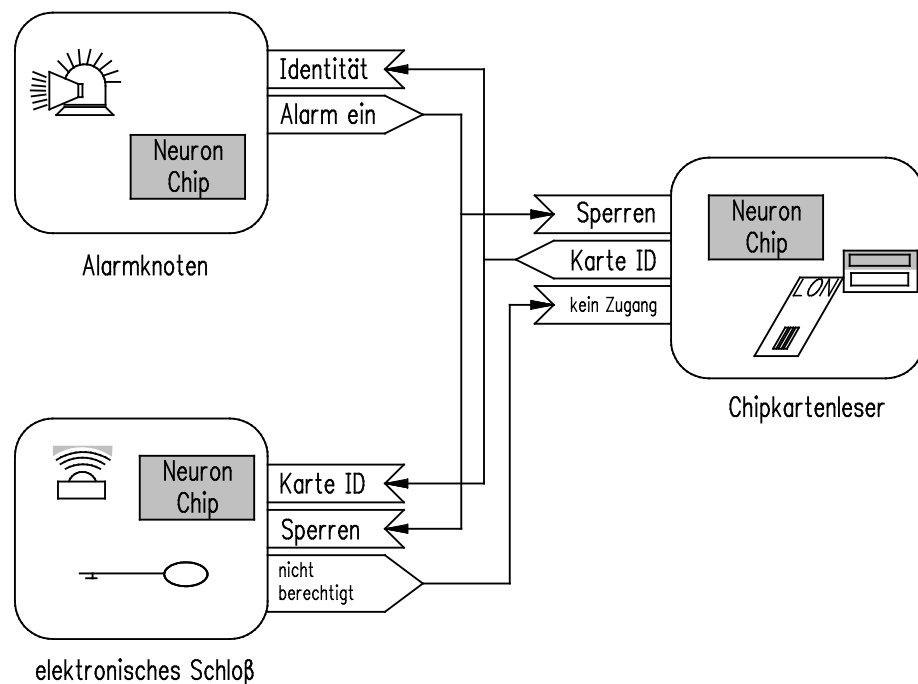 Identität
Alarm ein
Neuron
Chip
Alarmknoten
Sperren
Karte ID
kein Zugang
Neuron
Chip
LON
Chipkartenleser
Neuron
Chip
Karte ID
Sperren
nicht
berechtigt
elektronisches Schloß